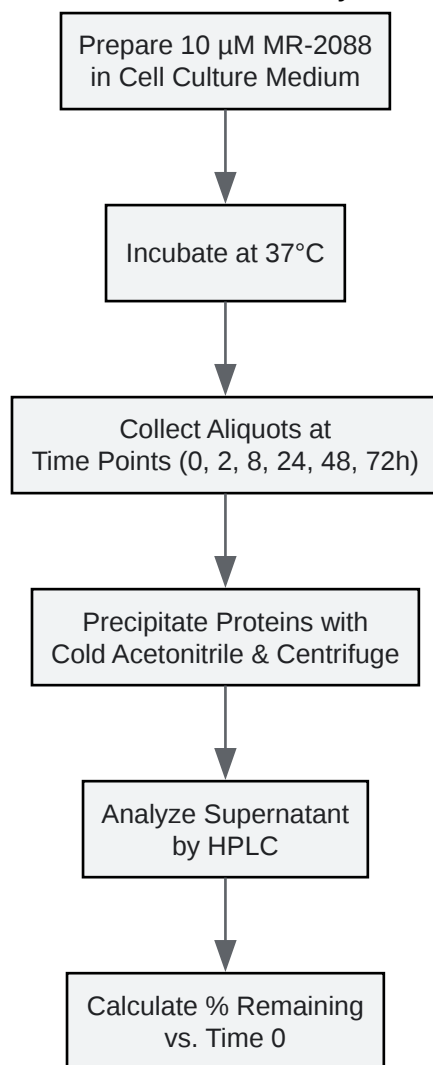 Prepare 10 µM MR-2088
in Cell Culture Medium
Incubate at 37°C
Collect Aliquots at
Time Points (0, 2, 8, 24, 48, 72h)
Precipitate Proteins with
Cold Acetonitrile & Centrifuge
Analyze Supernatant
by HPLC
Calculate % Remaining
vs. Time 0